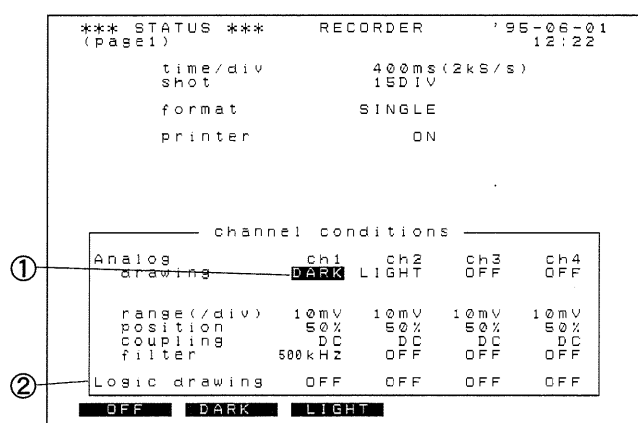 *** STATUS *** RECORDER '95-06-01
(page1) 12:22
time/div 400ms(2kS/s)
shot 15DIV
format SINGLE
printer ON
channel conditions
Analog ch1 ch2 ch3 ch4
① drawing DARK LIGHT OFF OFF
range(/div) 10mV 10mV 10mV 10mV
position 50% 50% 50% 50%
coupling DC DC DC DC
filter 500kHz OFF OFF OFF
② Logic drawing OFF OFF OFF OFF
OFF DARK LIGHT